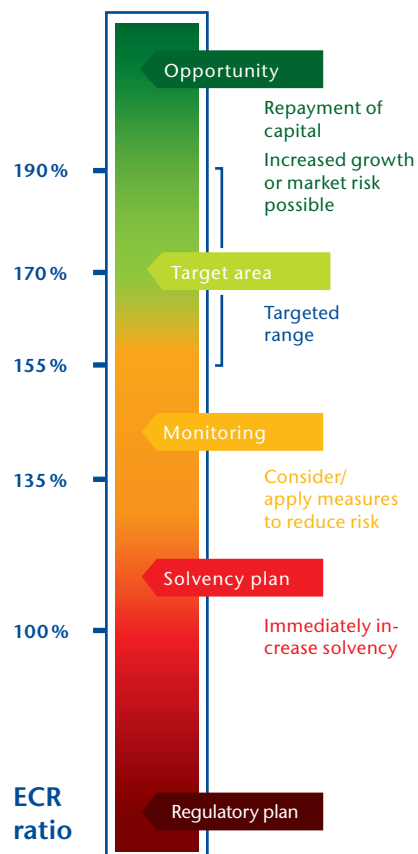 Opportunity
Repayment of
capital
190 %
Increased growth
or market risk
possible
170 %
Target area
Targeted
range
155 %
Monitoring
135 %
Consider/
apply measures
to reduce risk
Solvency plan
100 %
Immediately in-
crease solvency
ECR
ratio
Regulatory plan